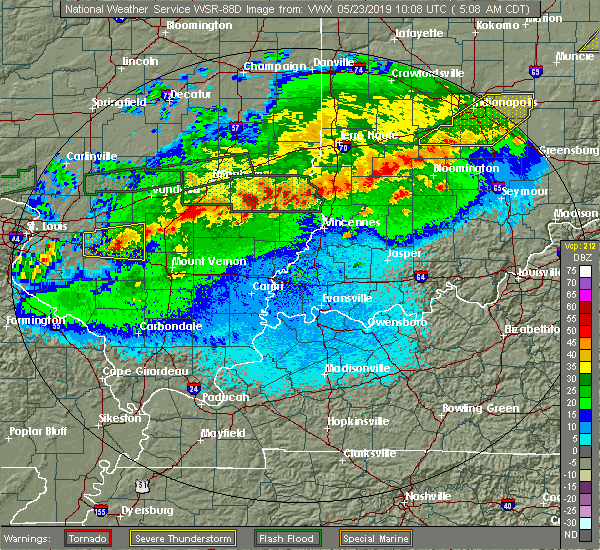 National Weather Service WSR-88D Image from: VWX 05/23/2019 10:08 UTC ( 5:08 AM CDT)
Bloomington
Kokomo
Marion
Lafayette
Lincoln
Champaign
Danville
74
Crawfordsville
69
Muncie
Springfield
72
Decatur
Indianapolis
57
Terre Haute
70
Carlinville
Greensburg
Bloomington
65
Seymour
Vandalia
St. Louis
44
Vincennes
Madison
Vcp: 212
DBZ
Mount Vernon
Jasper
64
Louisville
Carmi
Evansville
Owensboro
Farmington
55
Carbondale
Elizabethto
Cape Girardeau
24
Paducah
Madisonville
Sikeston
Bowling Green
Poplar Bluff
Mayfield
Hopkinsville
Clarksville
Nashville
40
155
Dyersburg
75
70
65
60
55
50
45
40
35
30
25
20
15
10
5
0
-5
-10
-15
-20
-25
-30
ND
Warnings:
Tornado
Severe Thunderstorm
Flash Flood
Special Marine